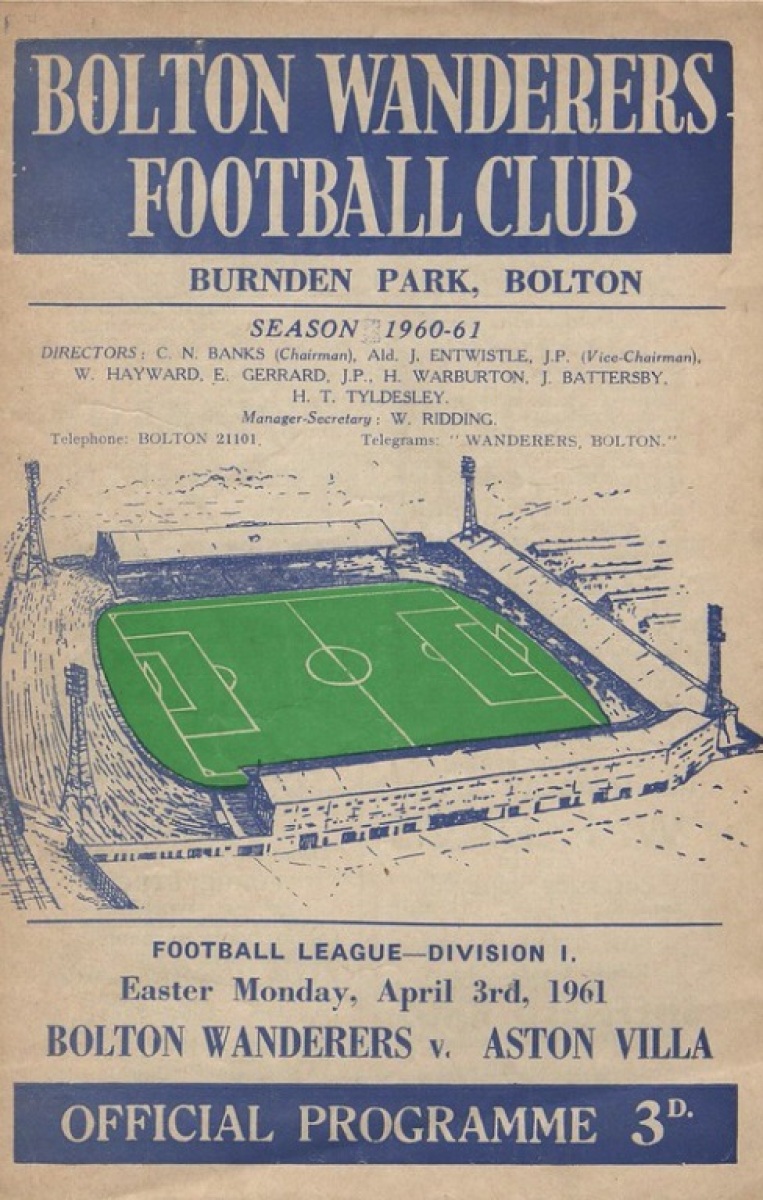 BOLTON WANDERERS
FOOTBALL CLUB
BURNDEN PARK, BOLTON
SEASON 1960-61
DIRECTORS: C. N. BANKS (Chairman), Ald. J. ENTWISTLE, J.P. (Vice-Chairman),
W. HAYWARD, E. GERRARD, J.P., H. WARBURTON, J. BATTERSBY,
H. T. TYLDESLEY.
Manager-Secretary: W. RIDDING.
Telephone: BOLTON 21101. Telegrams: "WANDERERS, BOLTON."
FOOTBALL LEAGUE—DIVISION I.
Easter Monday, April 3rd, 1961
BOLTON WANDERERS v. ASTON VILLA
OFFICIAL PROGRAMME 3D.